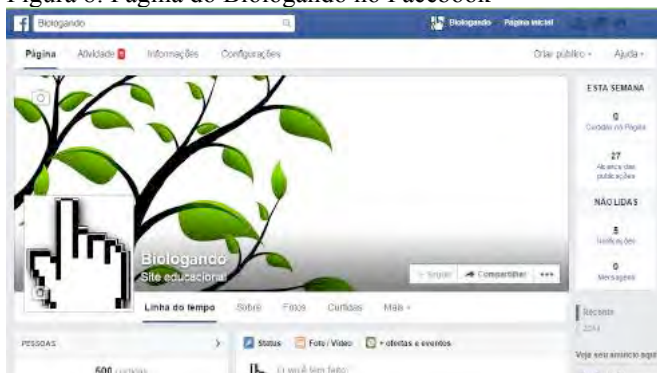 Figura 6: Página do Biologando no Facebook
Biologando
Biologando Página inicial
Página Atividade Informações Configurações
Criar público Ajuda
ESTA SEMANA
0
Curtidas na Página
27
Alcance das publicações
NÃO LIDAS
5
Notificações
0
Mensagens
Recente
2014
Veja seu anúncio aqui
Biologando
Site educacional
Compartilhar
Linha do tempo Sobre Fotos Curtidas Mais
PESSOAS
600 curtidas
Status Foto / Vídeo + ofertas e eventos